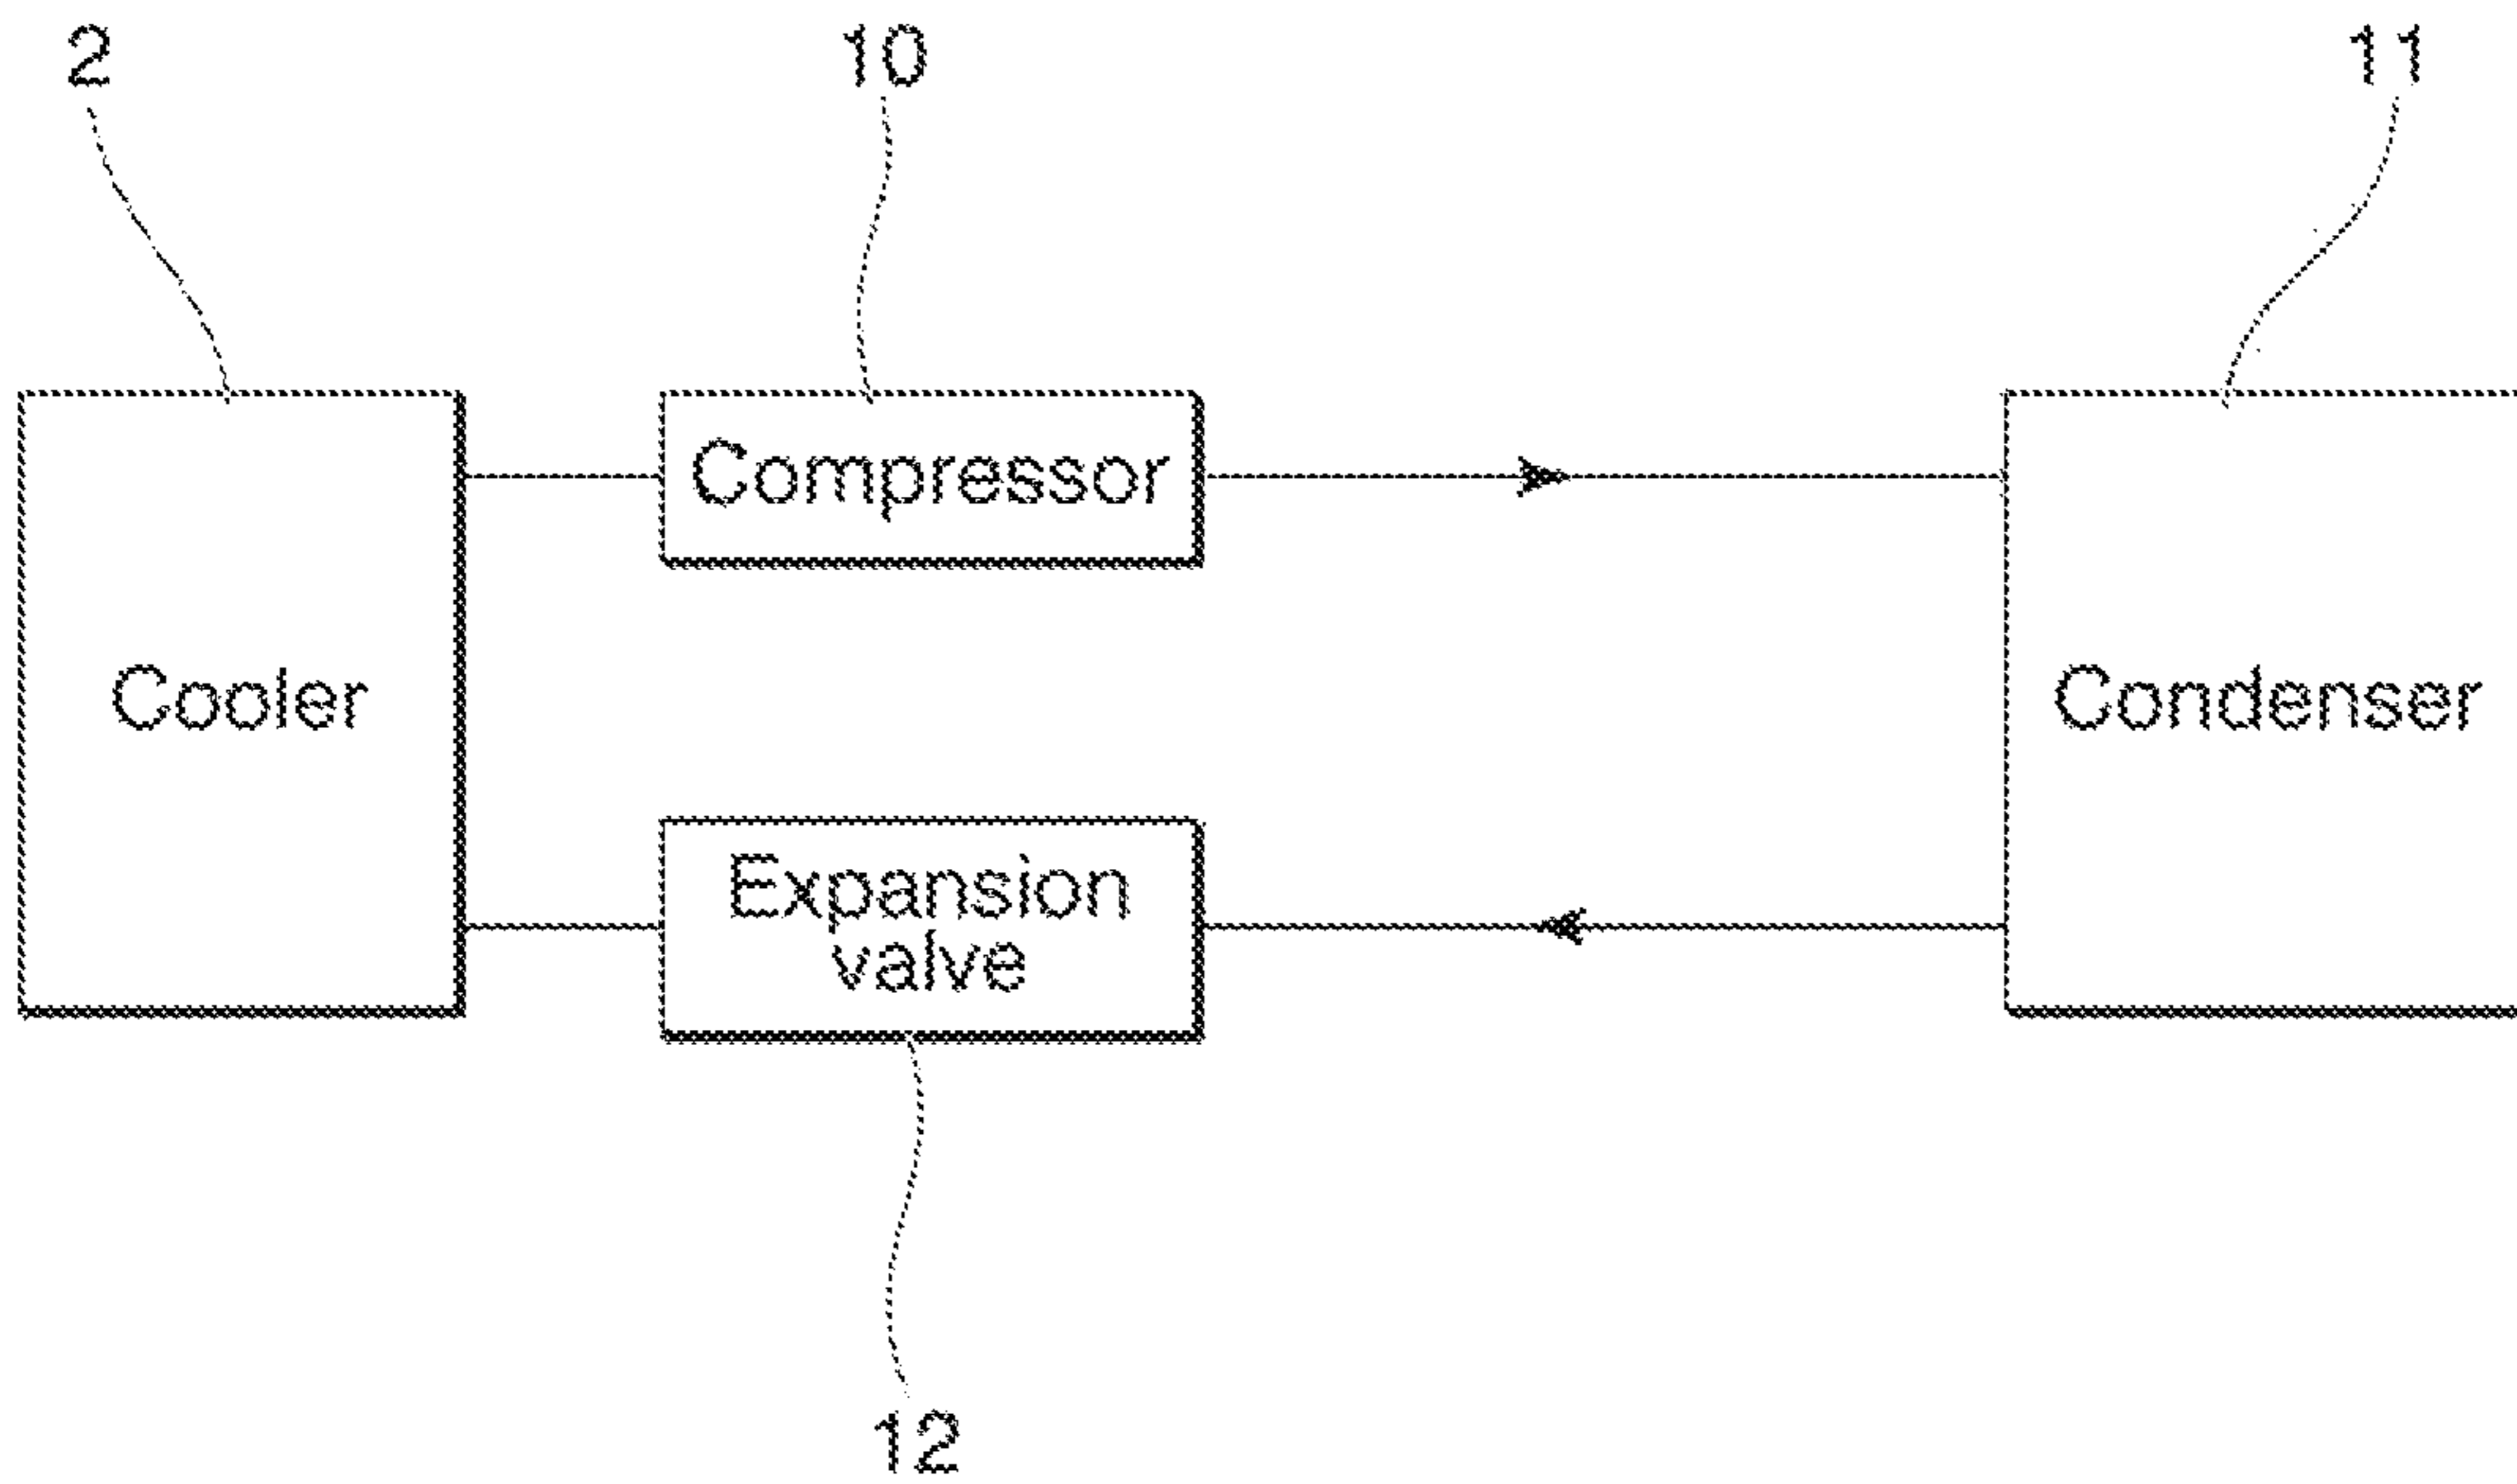 2
10
11
Compressor
Cooler
Condenser
Expansion
valve
12